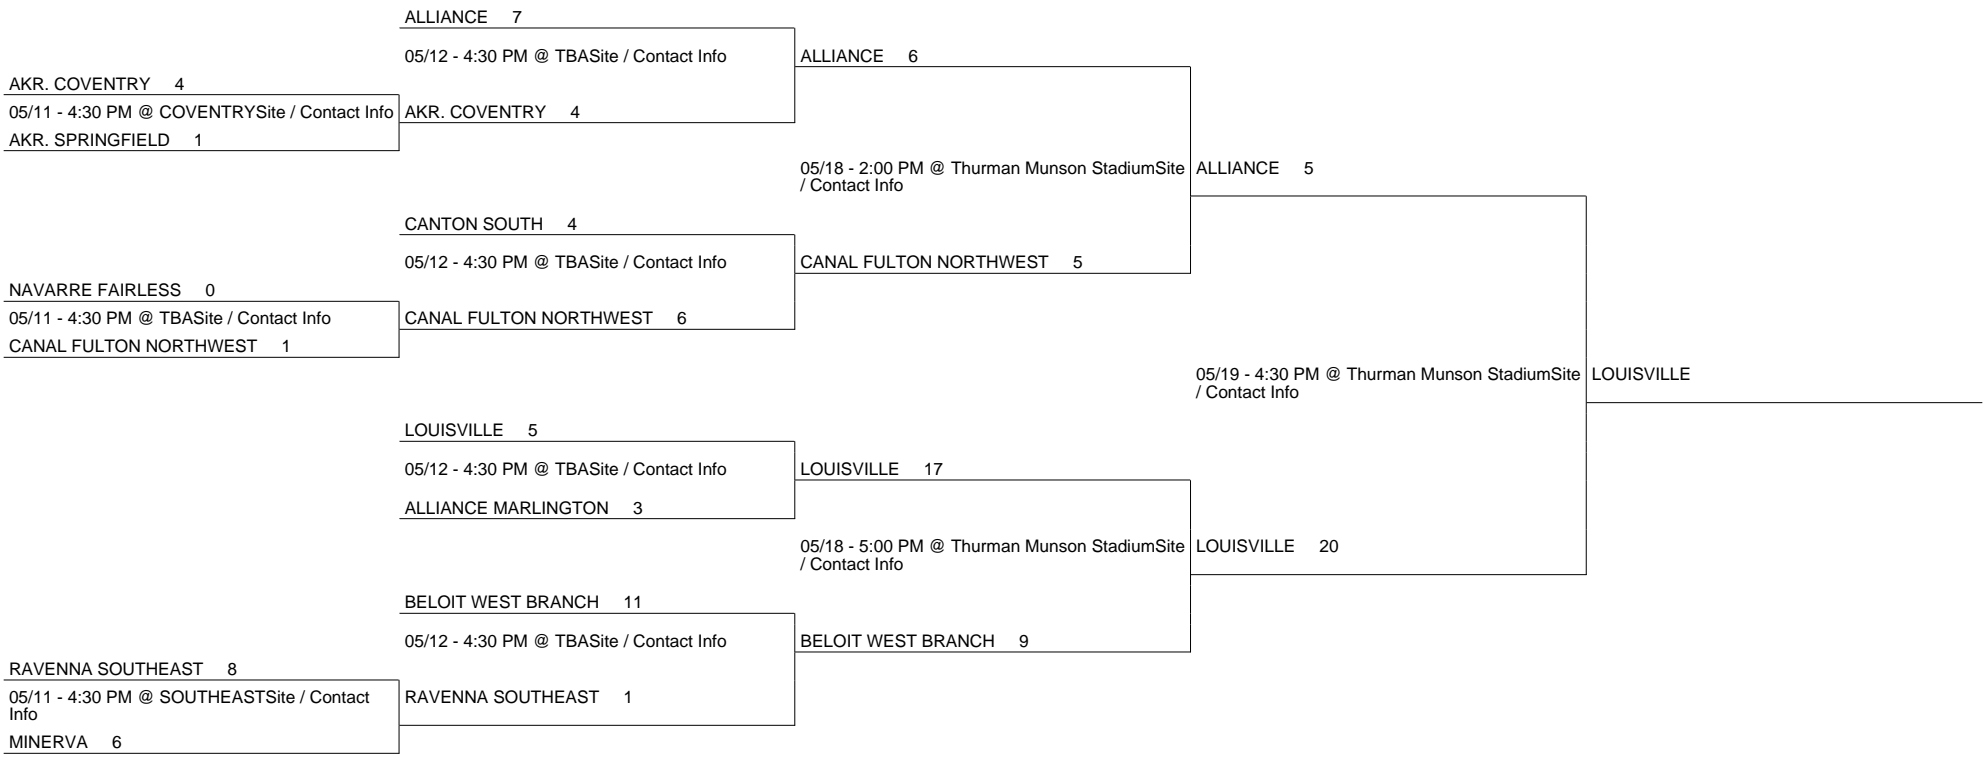 ALLIANCE 7
05/12 - 4:30 PM @ TBASite / Contact Info
ALLIANCE 6
AKR. COVENTRY 4
05/11 - 4:30 PM @ COVENTRYSite / Contact Info
AKR. COVENTRY 4
AKR. SPRINGFIELD 1
05/18 - 2:00 PM @ Thurman Munson StadiumSite
/ Contact Info
ALLIANCE 5
CANTON SOUTH 4
05/12 - 4:30 PM @ TBASite / Contact Info
CANAL FULTON NORTHWEST 5
NAVARRE FAIRLESS 0
05/11 - 4:30 PM @ TBASite / Contact Info
CANAL FULTON NORTHWEST 6
CANAL FULTON NORTHWEST 1
05/19 - 4:30 PM @ Thurman Munson StadiumSite
/ Contact Info
LOUISVILLE
LOUISVILLE 5
05/12 - 4:30 PM @ TBASite / Contact Info
LOUISVILLE 17
ALLIANCE MARLINGTON 3
05/18 - 5:00 PM @ Thurman Munson StadiumSite
/ Contact Info
LOUISVILLE 20
BELOIT WEST BRANCH 11
05/12 - 4:30 PM @ TBASite / Contact Info
BELOIT WEST BRANCH 9
RAVENNA SOUTHEAST 8
05/11 - 4:30 PM @ SOUTHEASTSite / Contact
Info
RAVENNA SOUTHEAST 1
MINERVA 6